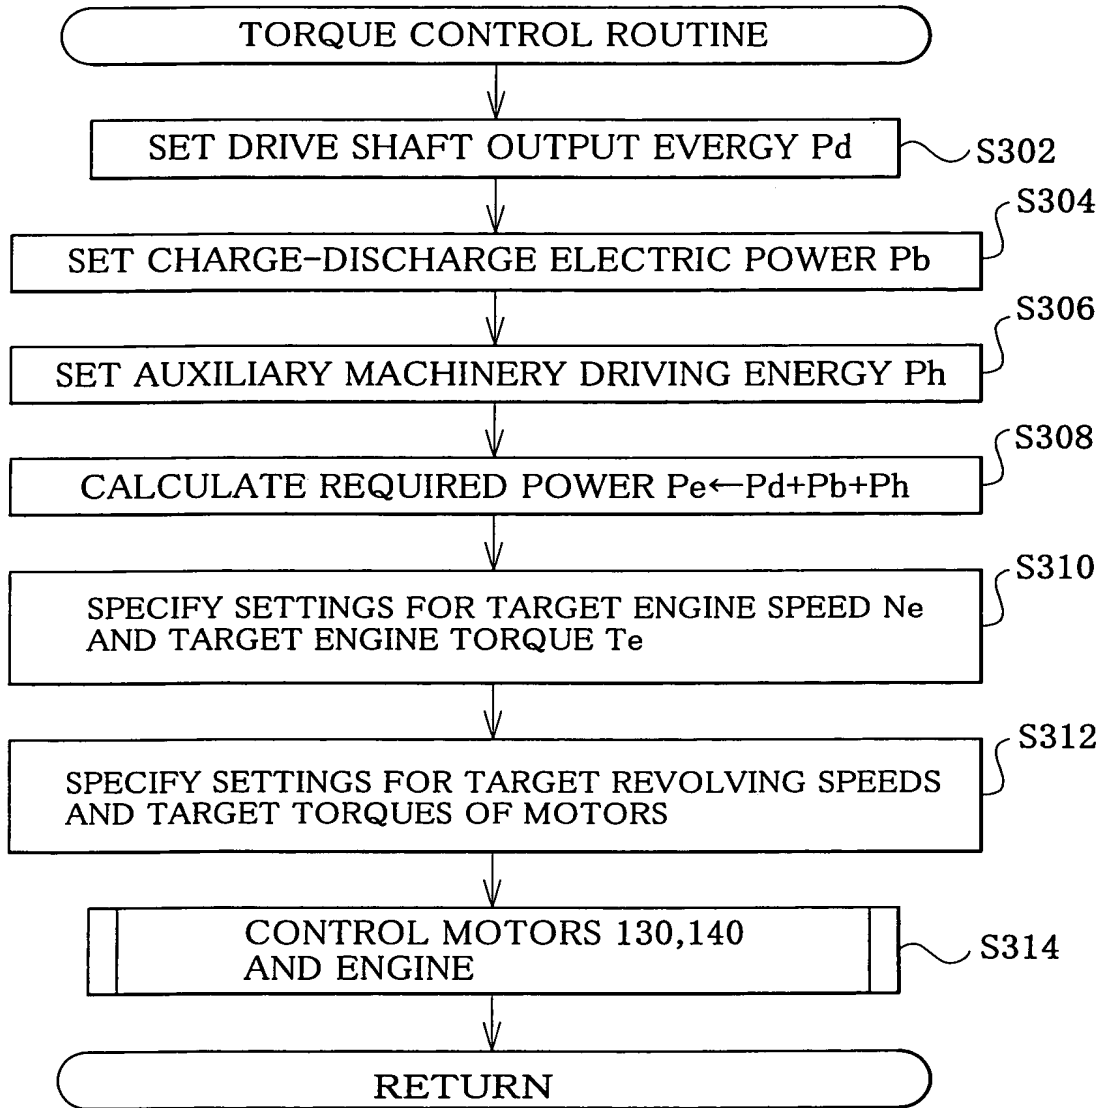 TORQUE CONTROL ROUTINE
SET DRIVE SHAFT OUTPUT EVERGY Pd
S302
S304
SET CHARGE-DISCHARGE ELECTRIC POWER Pb
S306
SET AUXILIARY MACHINERY DRIVING ENERGY Ph
S308
CALCULATE REQUIRED POWER Pe←Pd+Pb+Ph
S310
SPECIFY SETTINGS FOR TARGET ENGINE SPEED Ne
AND TARGET ENGINE TORQUE Te
S312
SPECIFY SETTINGS FOR TARGET REVOLVING SPEEDS
AND TARGET TORQUES OF MOTORS
CONTROL MOTORS 130,140
AND ENGINE
S314
RETURN